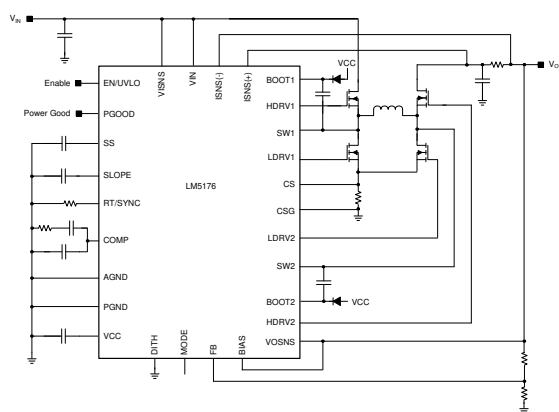 VIN
VISNS
VIN
ISNS(-)
ISNS(+)
VO
VCC
Enable
EN/UVLO
BOOT1
Power Good
PGOOD
HDRV1
SS
SW1
LDRV1
SLOPE
LM5176
CS
RT/SYNC
CSG
COMP
LDRV2
SW2
AGND
PGND
BOOT2
VCC
HDRV2
VCC
VOSNS
DITH
MODE
FB
BIAS